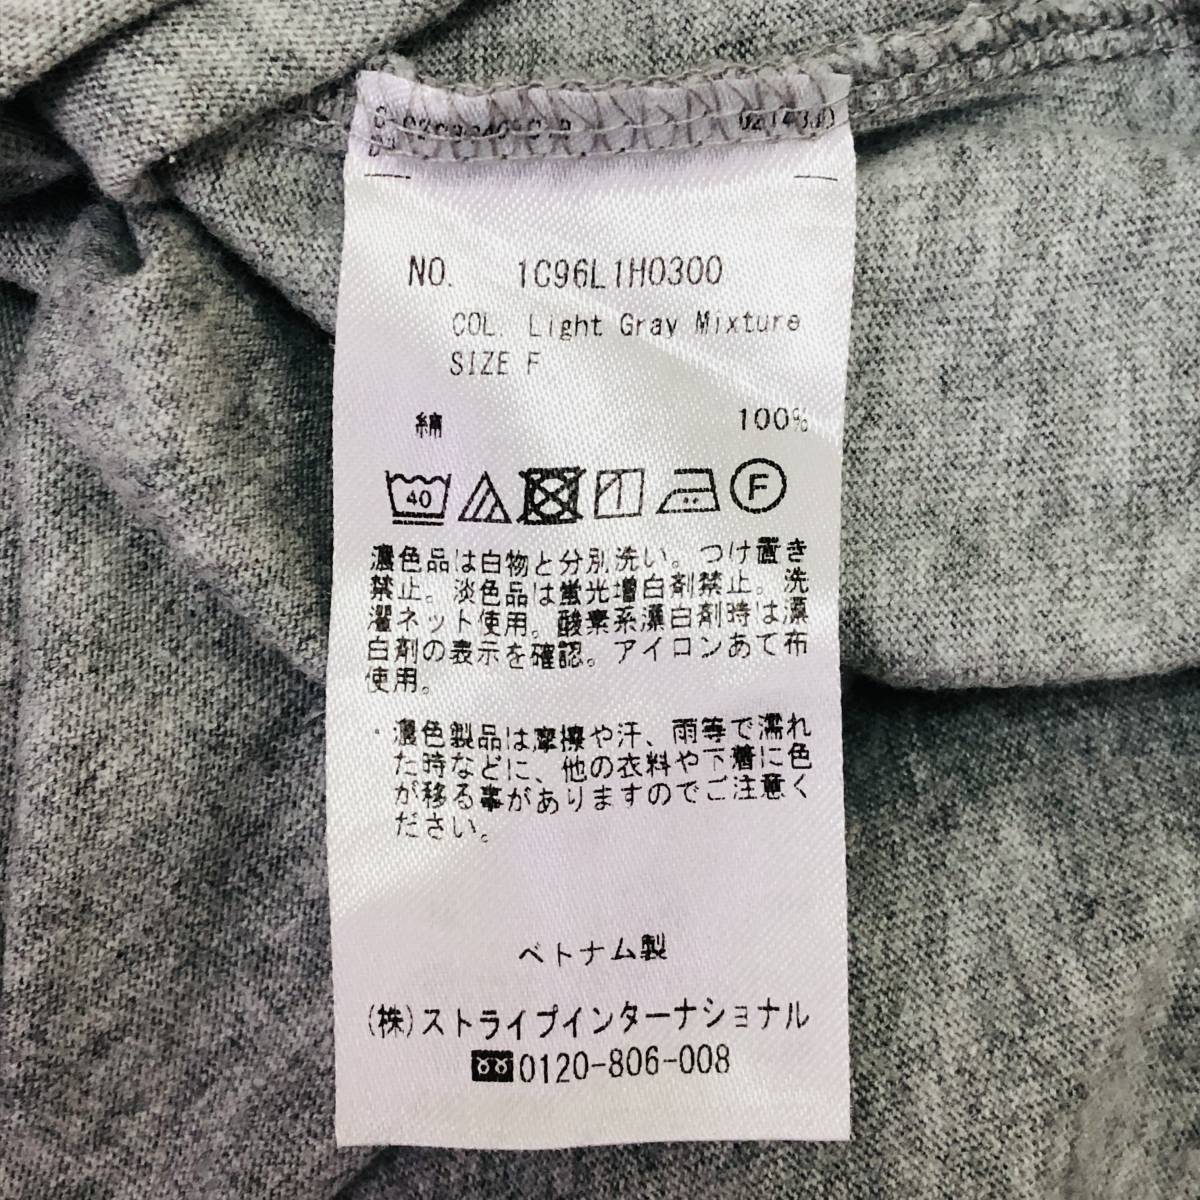 NO. 1C96L1H0300
COL. Light Gray Mixture
SIZE F
綿 100%
40 F
濃色品は白物と分別洗い。つけ置き
禁止。淡色品は蛍光増白剤禁止。洗
濯ネット使用。酸素系漂白剤時は漂
白剤の表示を確認。アイロンあて布
使用。
・濃色製品は摩擦や汗、雨等で濡れ
た時などに、他の衣料や下着に色
が移る事がありますのでご注意く
ださい。
ベトナム製
(株)ストライプインターナショナル
0120-806-008